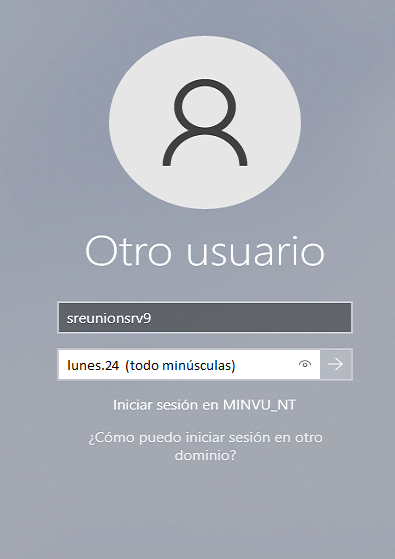 Otro usuario
sreunionsrv9
lunes.24 (todo minúsculas)
Iniciar sesión en MINVU_NT
¿Cómo puedo iniciar sesión en otro
dominio?